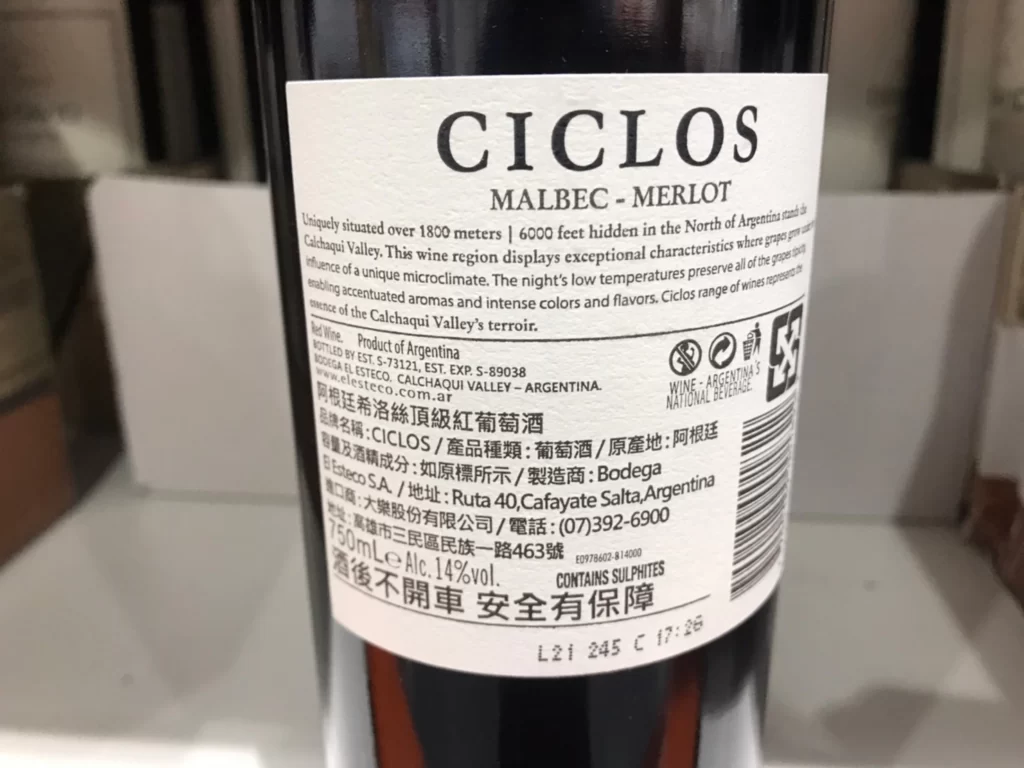 CICLOS
MALBEC - MERLOT
Uniquely situated over 1800 meters | 6000 feet hidden in the North of Argentina stands the
Calchaquí Valley. This wine region displays exceptional characteristics where grapes grow
influence of a unique microclimate. The night's low temperatures preserve all of the grapes
enabling accentuated aromas and intense colors and flavors. Ciclos range of wines represents the
essence of the Calchaquí Valley's terroir.
Red Wine. Product of Argentina
BOTTLED BY EST. S-73121, EST. EXP. S-89038
BODEGA EL ESTECO. CALCHAQUI VALLEY – ARGENTINA.
www.elesteco.com.ar
WINE - ARGENTINA'S
NATIONAL BEVERAGE.
阿根廷希洛絲頂級紅葡萄酒
品牌名稱:CICLOS/產品種類:葡萄酒/原產地:阿根廷
容量及酒精成分:如原標所示/製造商:Bodega
El Esteco S.A. /地址:Ruta 40,Cafayate Salta,Argentina
進口商:大樂股份有限公司/電話:(07)392-6900
地址:高雄市三民區民族一路463號
750mL e Alc. 14%vol.
E0978602-B14000
CONTAINS SULPHITES
酒後不開車 安全有保障
L21 245 C 17:26